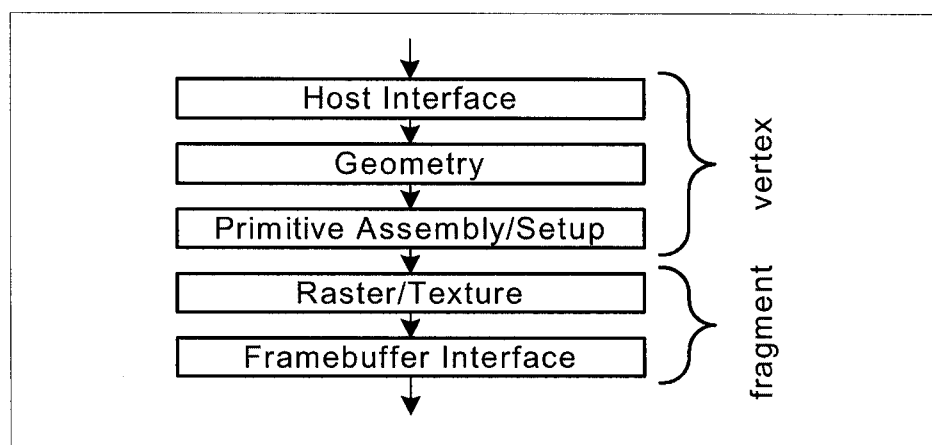 Host Interface
Geometry
Primitive Assembly/Setup
Raster/Texture
Framebuffer Interface
vertex
fragment